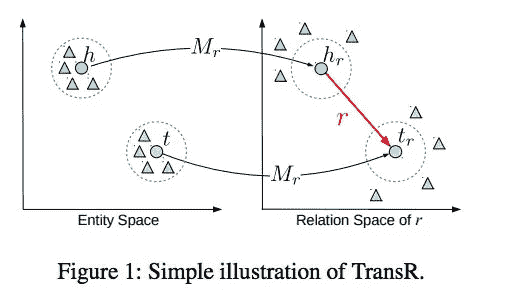 h
M_r
h_r
r
t
t_r
M_r
Entity Space
Relation Space of r
Figure 1: Simple illustration of TransR.